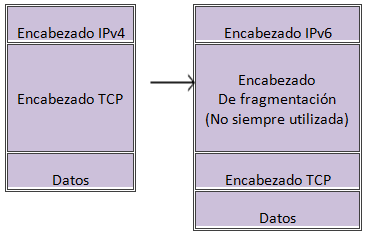 Encabezado IPv4
Encabezado TCP
Datos
Encabezado IPv6
Encabezado
De fragmentación
(No siempre utilizada)
Encabezado TCP
Datos